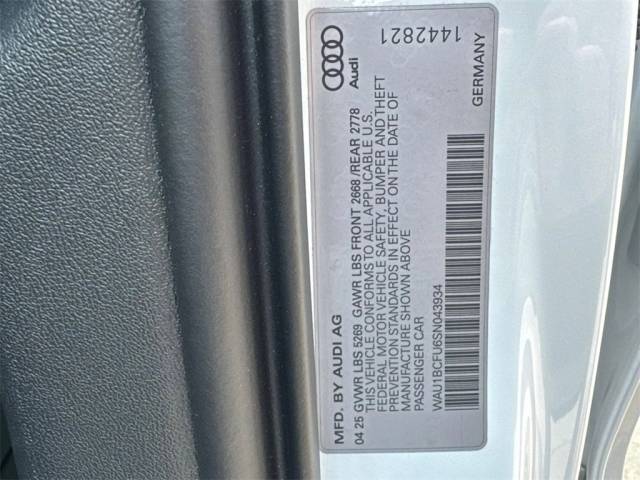 MFD. BY AUDI AG
04 25 GVWR LBS 5269 GAWR LBS FRONT 2668 /REAR 2778
THIS VEHICLE CONFORMS TO ALL APPLICABLE U.S.
FEDERAL MOTOR VEHICLE SAFETY, BUMPER AND THEFT
PREVENTION STANDARDS IN EFFECT ON THE DATE OF
MANUFACTURE SHOWN ABOVE
PASSENGER CAR
WAU1BCFU6SN043934
GERMANY
Audi
1442821